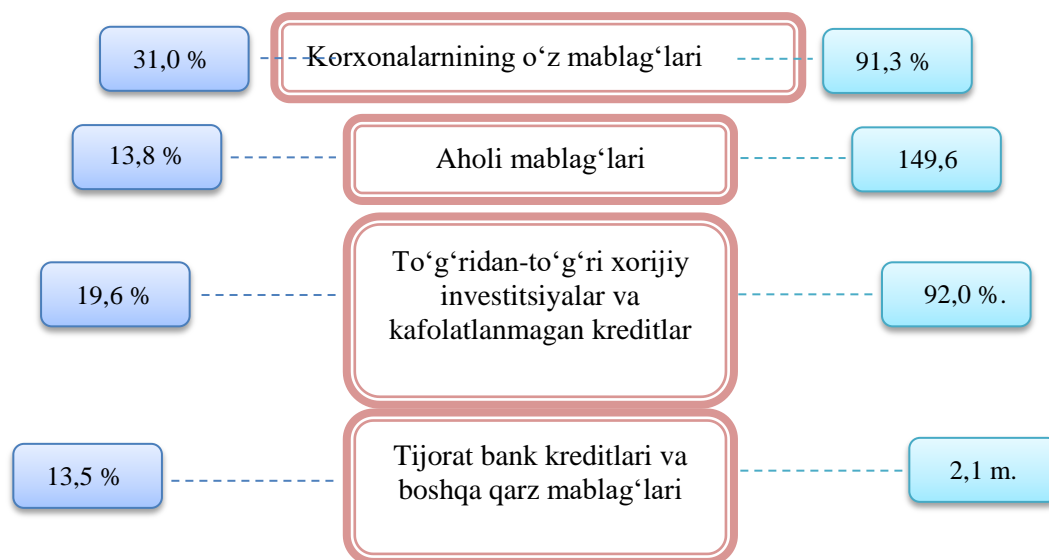 31,0 %
Korxonalarnining o‘z mablag‘lari
91,3 %
13,8 %
Aholi mablag‘lari
149,6
19,6 %
To‘g‘ridan-to‘g‘ri xorijiy
investitsiyalar va
kafolatlanmagan kreditlar
92,0 %.
13,5 %
Tijorat bank kreditlari va
boshqa qarz mablag‘lari
2,1 m.